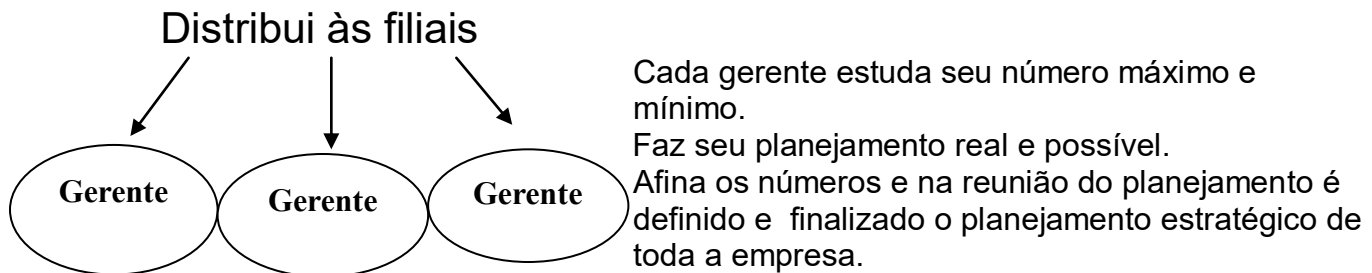 Distribui às filiais
Cada gerente estuda seu número máximo e
mínimo.
Faz seu planejamento real e possível.
Afina os números e na reunião do planejamento é
definido e finalizado o planejamento estratégico de
toda a empresa.
Gerente
Gerente
Gerente